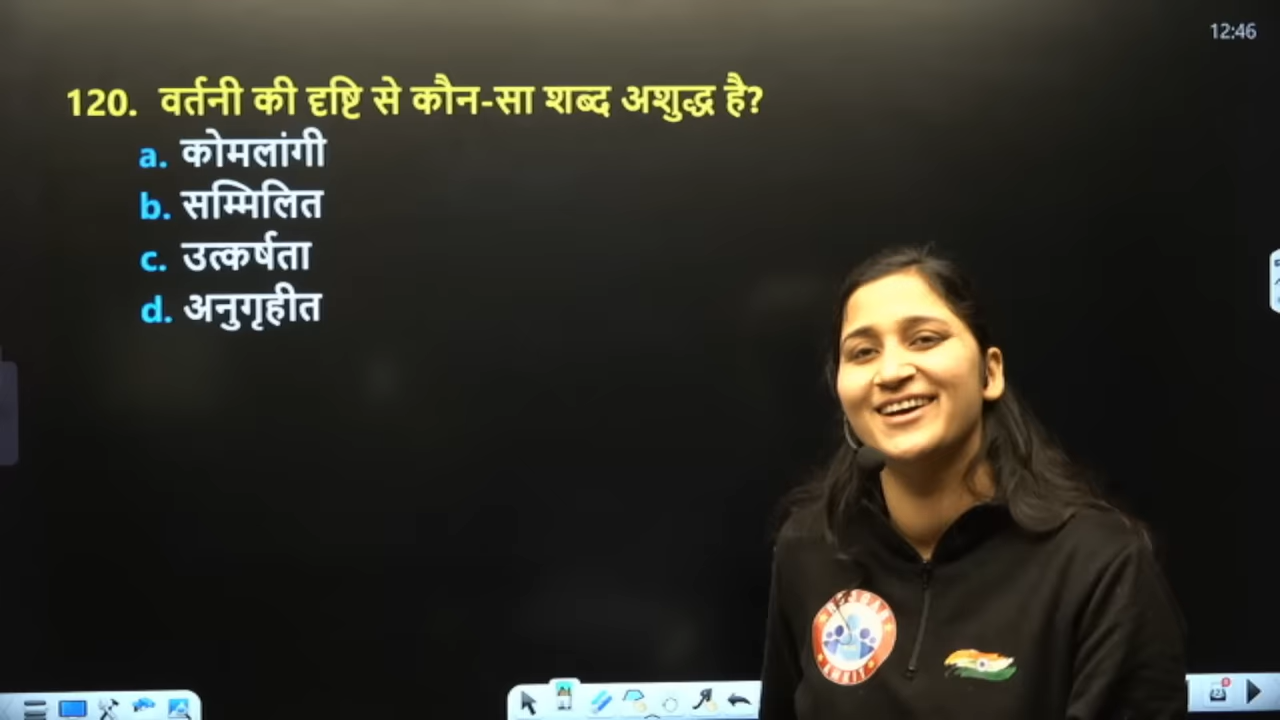 12:46
120. वर्तनी की दृष्टि से कौन-सा शब्द अशुद्ध है?
a. कोमलांगी
b. सम्मिलित
c. उत्कर्षता
d. अनुगृहीत